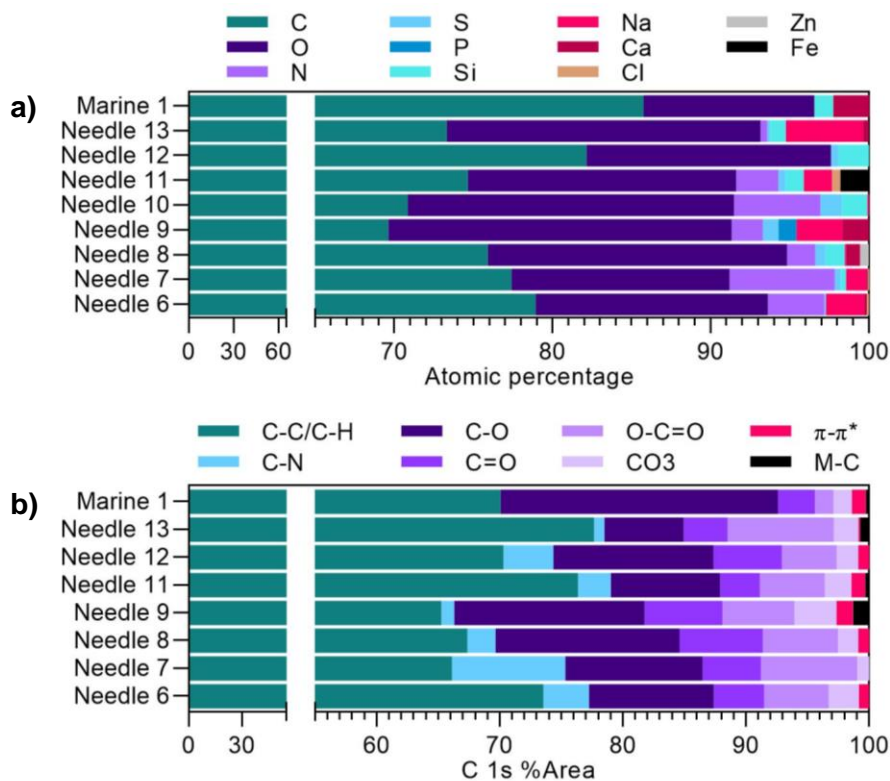 C S Na Zn
O P Ca Fe
N Si Cl
a)
Marine 1
Needle 13
Needle 12
Needle 11
Needle 10
Needle 9
Needle 8
Needle 7
Needle 6
0 30 60 70 80 90 100
Atomic percentage
C-C/C-H C-O O-C=O π-π*
C-N C=O CO3 M-C
b)
Marine 1
Needle 13
Needle 12
Needle 11
Needle 9
Needle 8
Needle 7
Needle 6
0 30 60 70 80 90 100
C 1s %Area